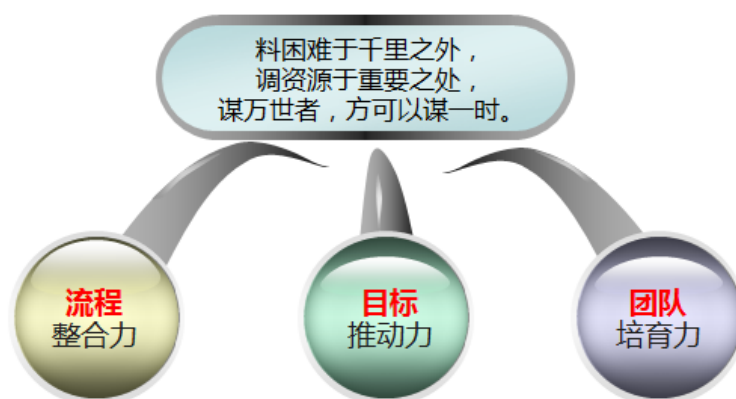 料困难于千里之外，
调资源于重要之处，
谋万世者，方可以谋一时。
流程
整合力
目标
推动力
团队
培育力